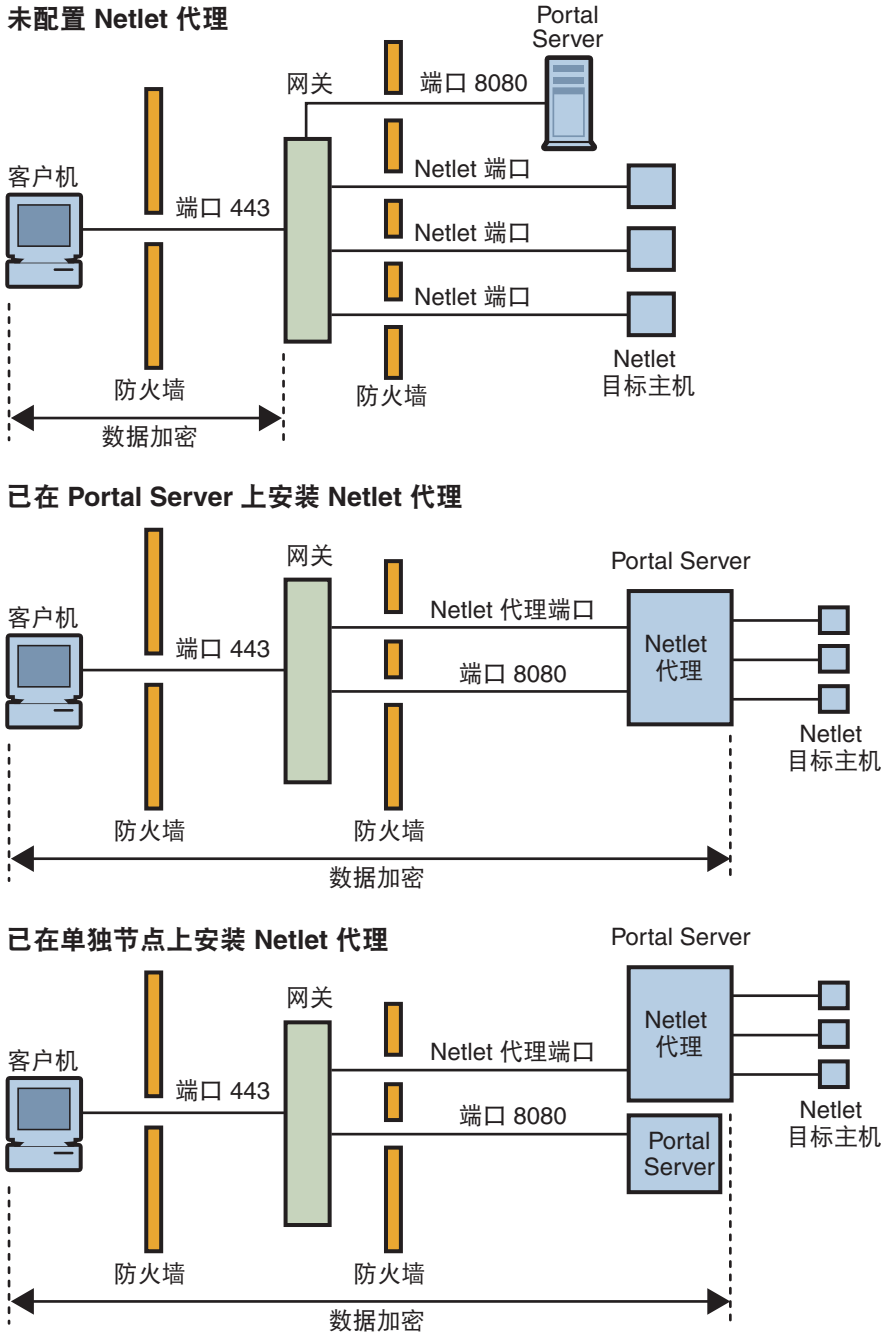 未配置 Netlet 代理
Portal
Server
网关
端口 8080
客户机
端口 443
Netlet 端口
Netlet 端口
Netlet 端口
Netlet
目标主机
防火墙
防火墙
数据加密
已在 Portal Server 上安装 Netlet 代理
网关
Portal Server
客户机
端口 443
Netlet 代理端口
端口 8080
Netlet
代理
Netlet
目标主机
防火墙
防火墙
数据加密
已在单独节点上安装 Netlet 代理
Portal Server
网关
客户机
端口 443
Netlet 代理端口
端口 8080
Netlet
代理
Portal
Server
Netlet
目标主机
防火墙
防火墙
数据加密